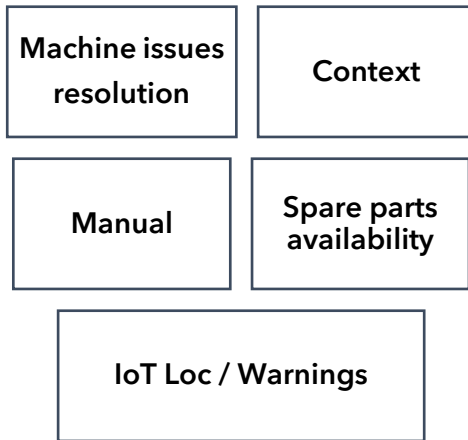 Machine issues
resolution
Context
Manual
Spare parts
availability
IoT Loc / Warnings